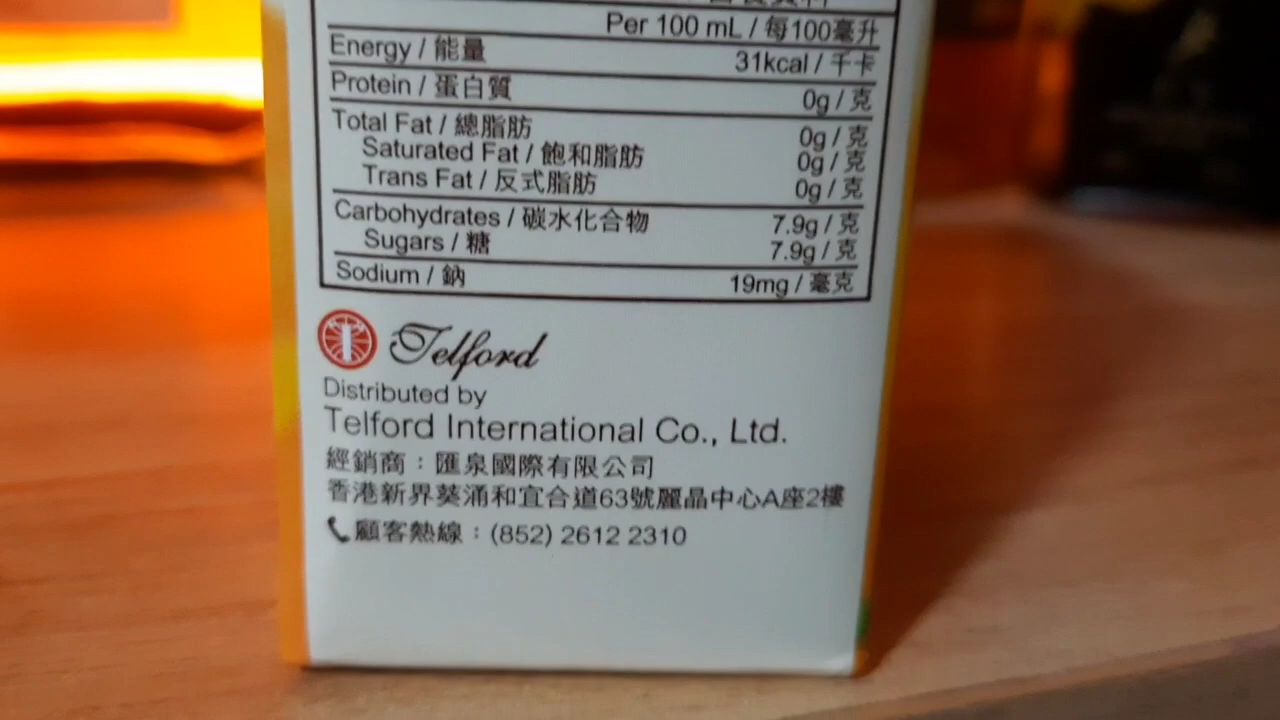 Per 100 mL / 每100毫升
Energy / 能量 31kcal / 千卡
Protein / 蛋白質 0g / 克
Total Fat / 總脂肪 0g / 克
Saturated Fat / 飽和脂肪 0g / 克
Trans Fat / 反式脂肪 0g / 克
Carbohydrates / 碳水化合物 7.9g / 克
Sugars / 糖 7.9g / 克
Sodium / 鈉 19mg / 毫克
Telford
Distributed by
Telford International Co., Ltd.
經銷商：匯泉國際有限公司
香港新界葵涌和宜合道63號麗晶中心A座2樓
顧客熱線：(852) 2612 2310